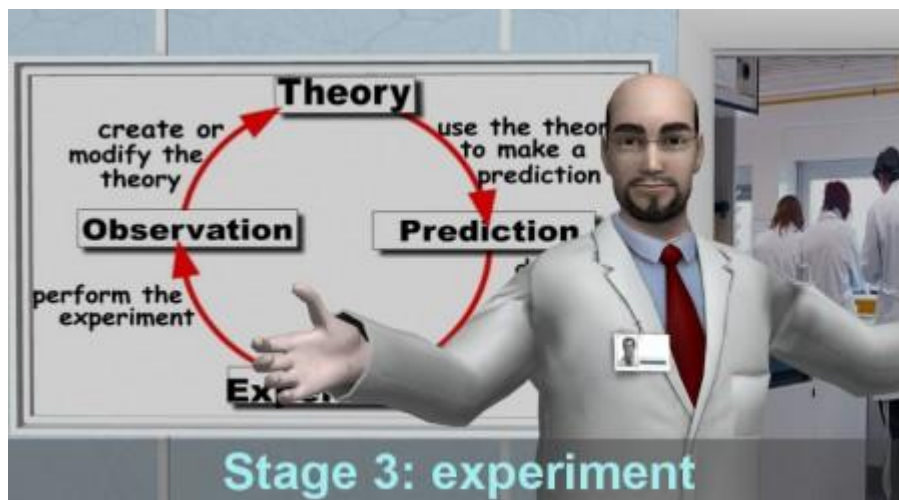 Theory
create or
modify the
theory
use the
to make a
prediction
Observation
Prediction
perform the
experiment
Stage 3: experiment